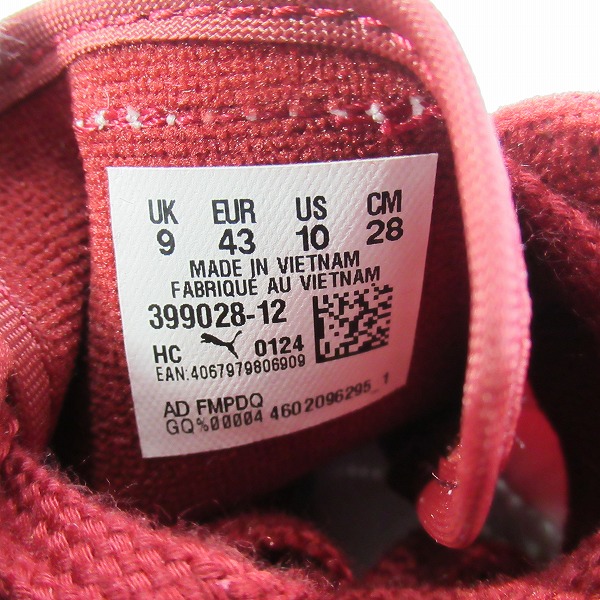 UK EUR US CM
9 43 10 28
MADE IN VIETNAM
FABRIQUE AU VIETNAM
399028-12
HC 0124
EAN:4067979806909
AD FMPDQ
GQ%00004 4602096295_1